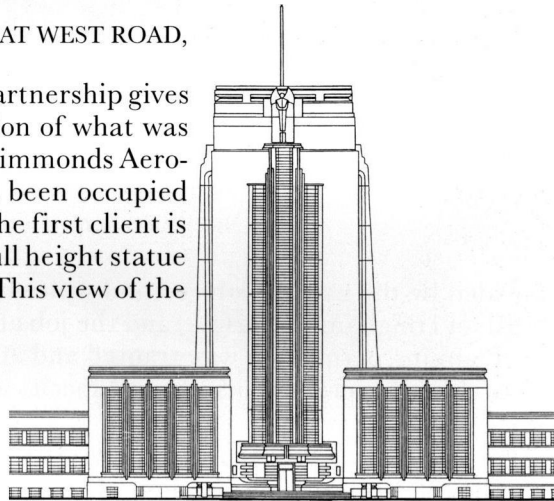 AT WEST ROAD,
artnership gives
on of what was
immonds Aero-
been occupied
he first client is
ull height statue
This view of the